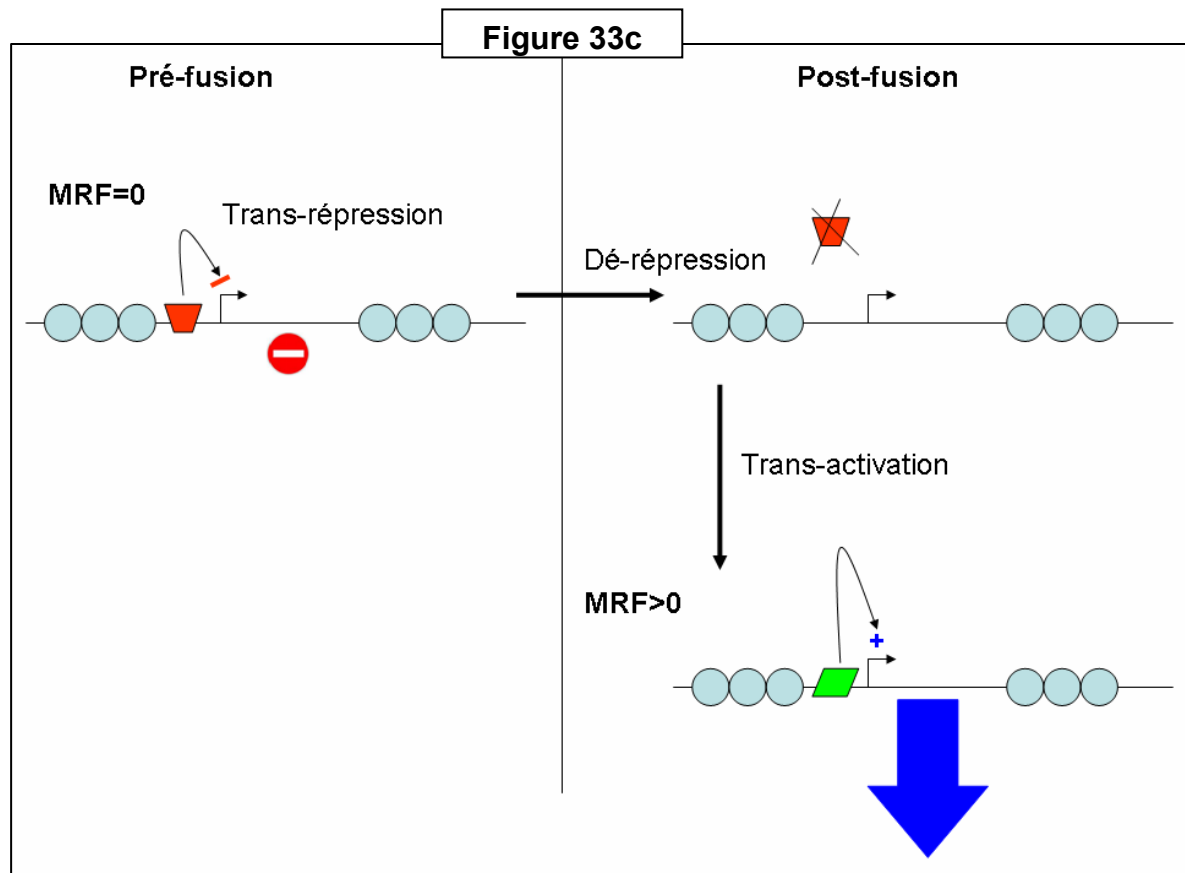 Figure 33c
Pré-fusion
Post-fusion
MRF=0
Trans-répression
Dé-répression
Trans-activation
MRF>0
+